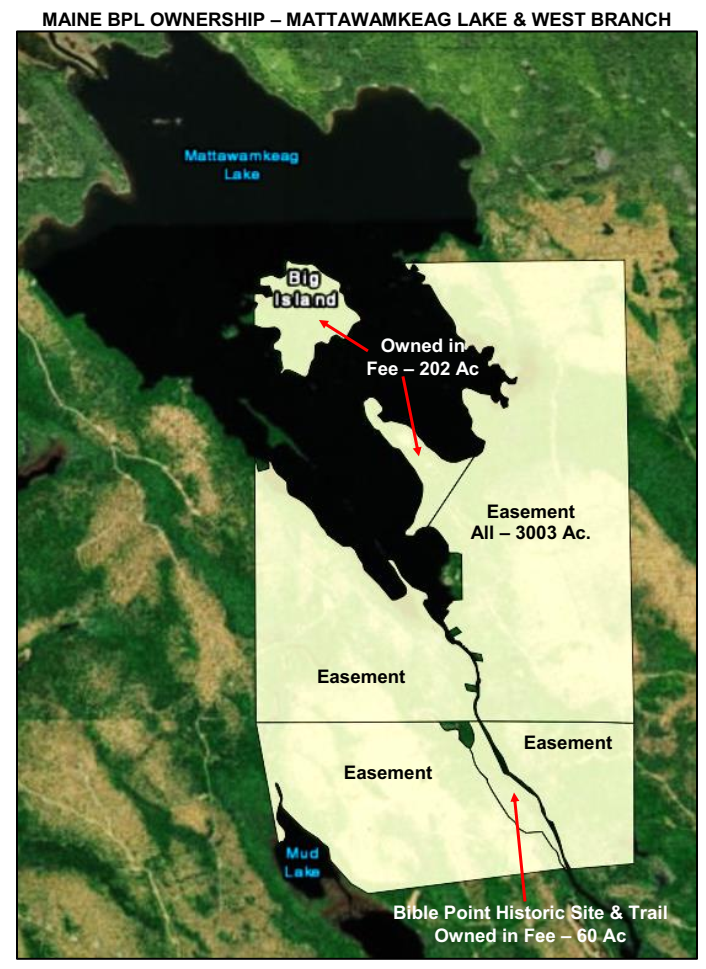 MAINE BPL OWNERSHIP – MATTAWAMKEAG LAKE & WEST BRANCH
Mattawamkeag
Lake
Big
Island
Owned in
Fee – 202 Ac
Easement
All – 3003 Ac.
Easement
Easement
Easement
Mud
Lake
Bible Point Historic Site & Trail
Owned in Fee – 60 Ac